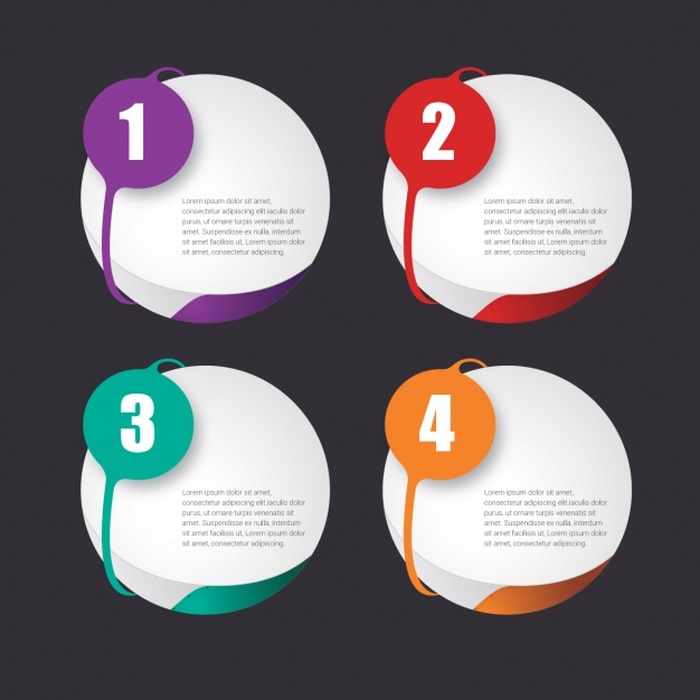 1
Lorem ipsum dolor sit amet,
consectetur adipiscing elit.iaculis dolor
purus, ut ornare turpis venenatis sit
amet. Suspendisse ex nulla, interdum
sit amet facilisis ut, Lorem ipsum dolor
sit amet, consectetur adipiscing.
2
Lorem ipsum dolor sit amet,
consectetur adipiscing elit.iaculis dolor
purus, ut ornare turpis venenatis sit
amet. Suspendisse ex nulla, interdum
sit amet facilisis ut, Lorem ipsum dolor
sit amet, consectetur adipiscing.
3
Lorem ipsum dolor sit amet,
consectetur adipiscing elit.iaculis dolor
purus, ut ornare turpis venenatis sit
amet. Suspendisse ex nulla, interdum
sit amet facilisis ut, Lorem ipsum dolor
sit amet, consectetur adipiscing.
4
Lorem ipsum dolor sit amet,
consectetur adipiscing elit.iaculis dolor
purus, ut ornare turpis venenatis sit
amet. Suspendisse ex nulla, interdum
sit amet facilisis ut, Lorem ipsum dolor
sit amet, consectetur adipiscing.